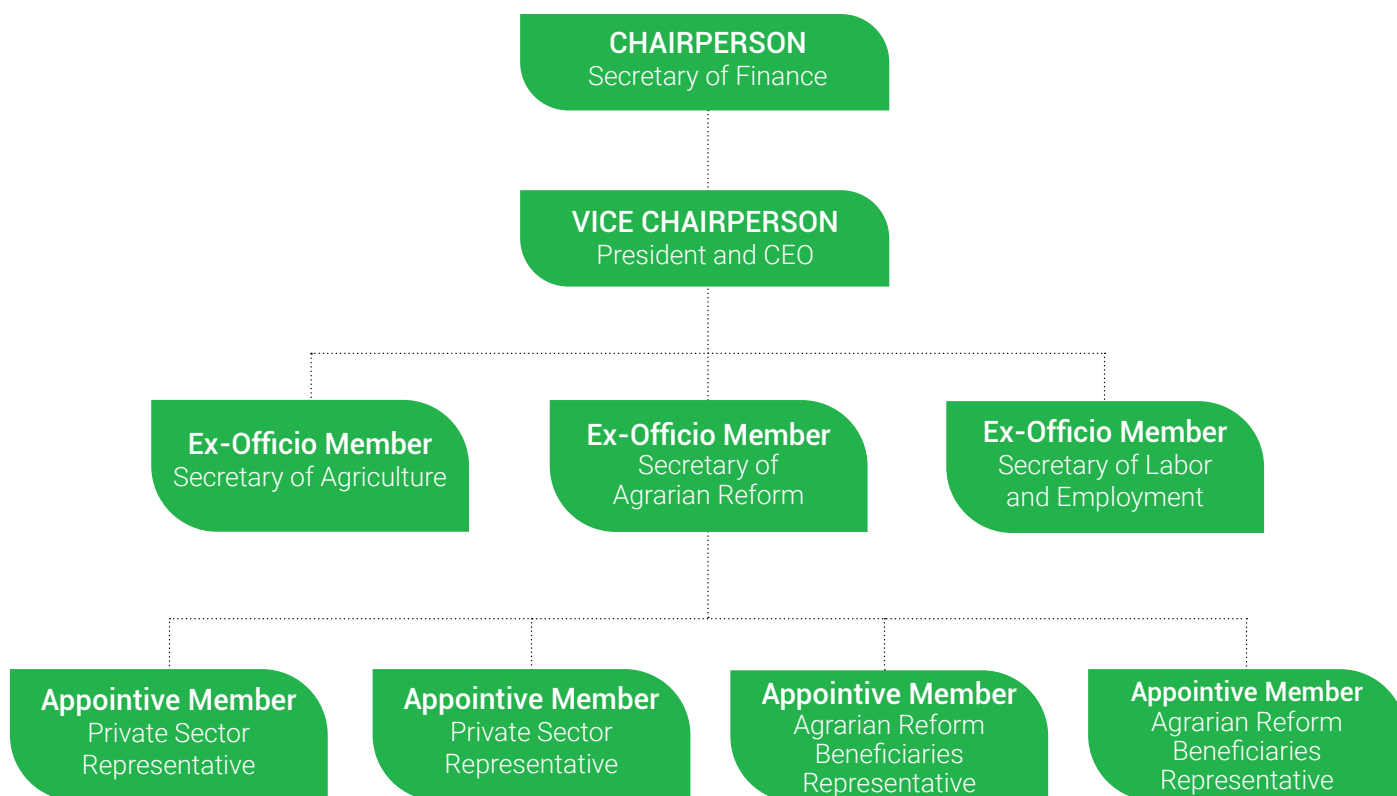 CHAIRPERSON
Secretary of Finance
VICE CHAIRPERSON
President and CEO
Ex-Officio Member
Secretary of Agriculture
Ex-Officio Member
Secretary of
Agrarian Reform
Ex-Officio Member
Secretary of Labor
and Employment
Appointive Member
Private Sector
Representative
Appointive Member
Private Sector
Representative
Appointive Member
Agrarian Reform
Beneficiaries
Representative
Appointive Member
Agrarian Reform
Beneficiaries
Representative